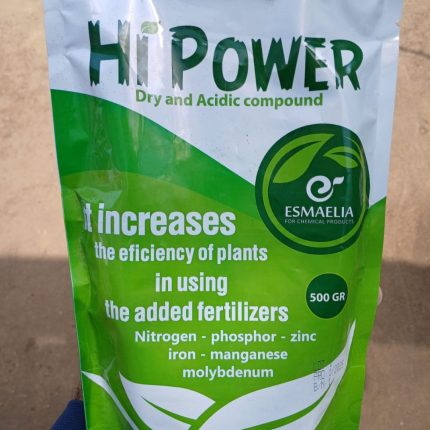 Hi POWER
Dry and Acidic compound
ESMAELIA
FOR CHEMICAL PRODUCTS
it increases
the eficiency of plants
in using
the added fertilizers
500 GR
Nitrogen - phosphor - zinc
iron - manganese
molybdenum